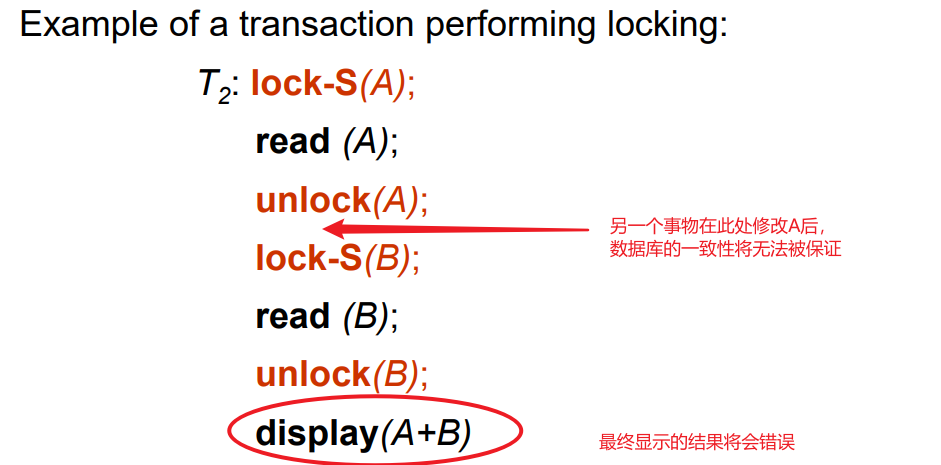 Example of a transaction performing locking:
T2: lock-S(A);
read (A);
unlock(A);
另一个事物在此处修改A后,
数据库的一致性将无法被保证
lock-S(B);
read (B);
unlock(B);
display(A+B)
最终显示的结果将会错误